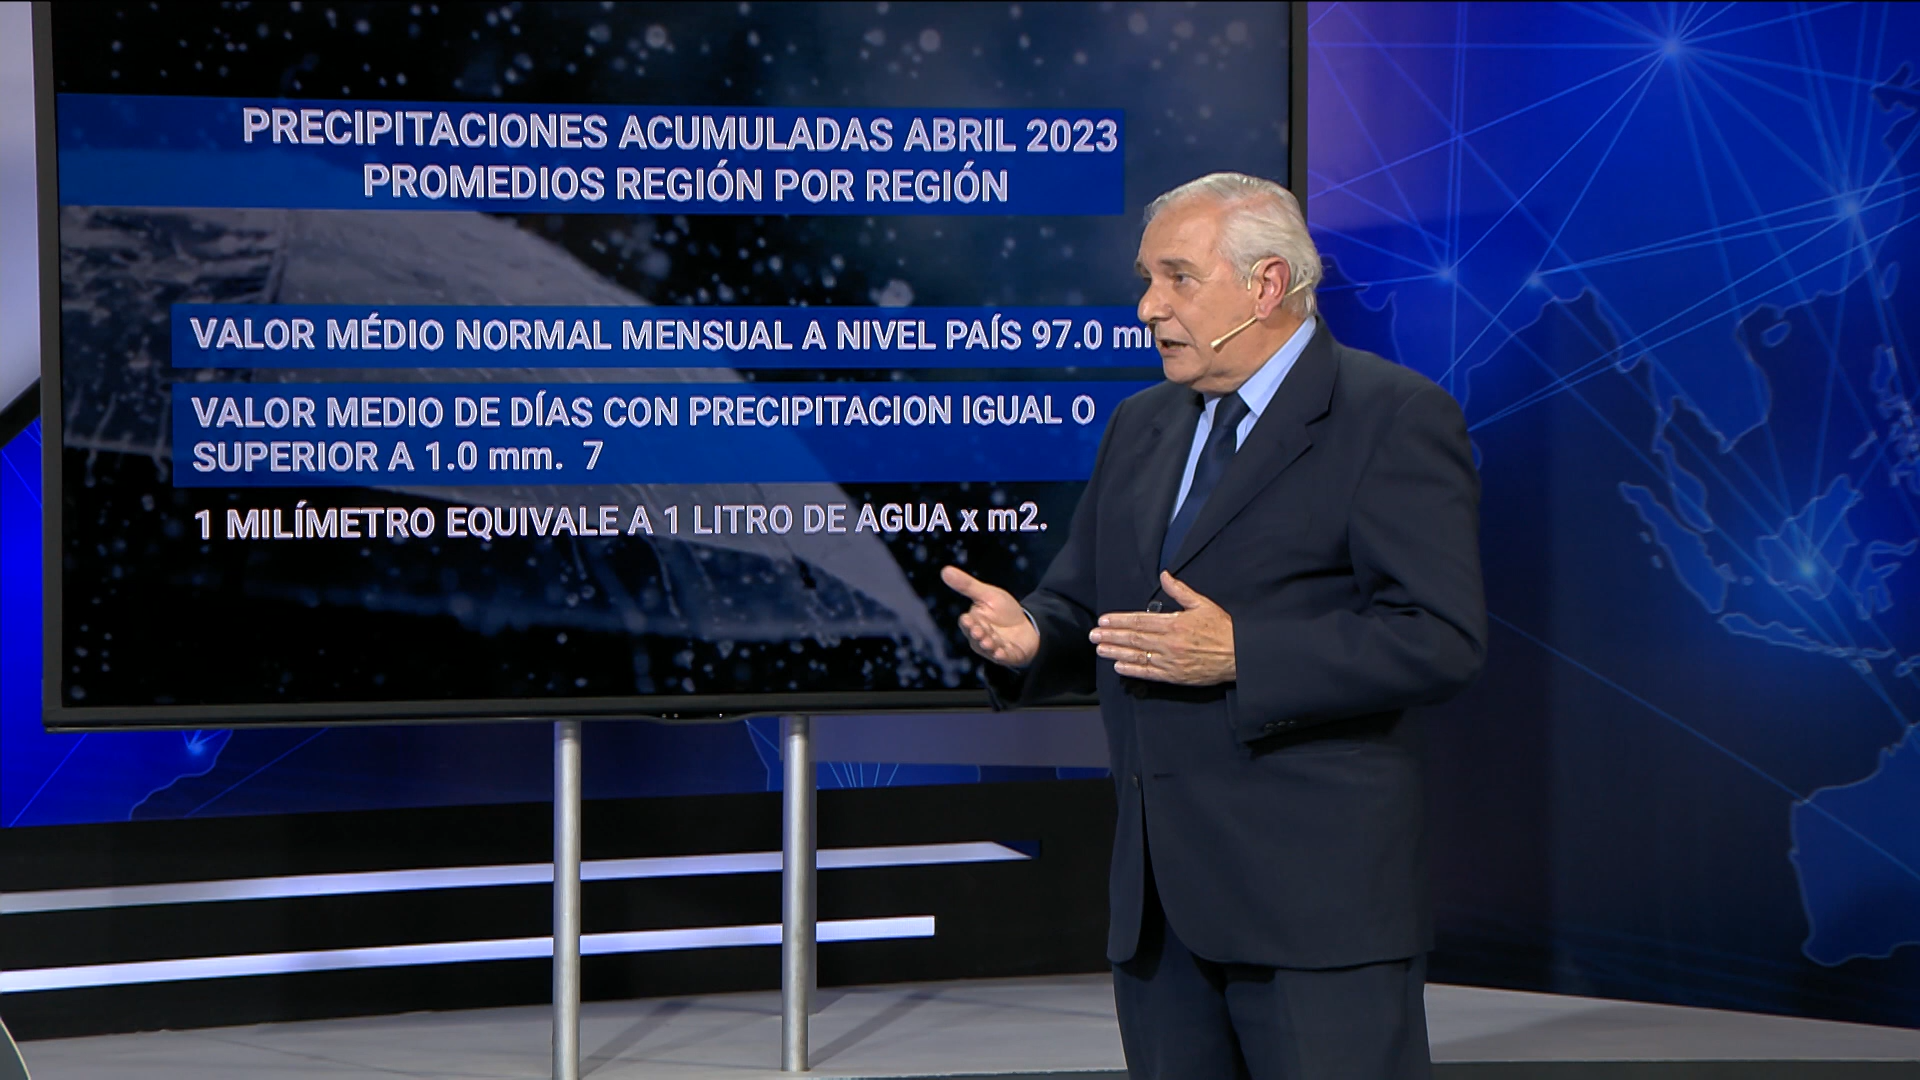 PRECIPITACIONES ACUMULADAS ABRIL 2023
PROMEDIOS REGIÓN POR REGIÓN
VALOR MÉDIO NORMAL MENSUAL A NIVEL PAÍS 97.0
VALOR MEDIO DE DÍAS CON PRECIPITACION IGUAL O
SUPERIOR A 1.0 mm. 7
1 MILÍMETRO EQUIVALE A 1 LITRO DE AGUA x m2.